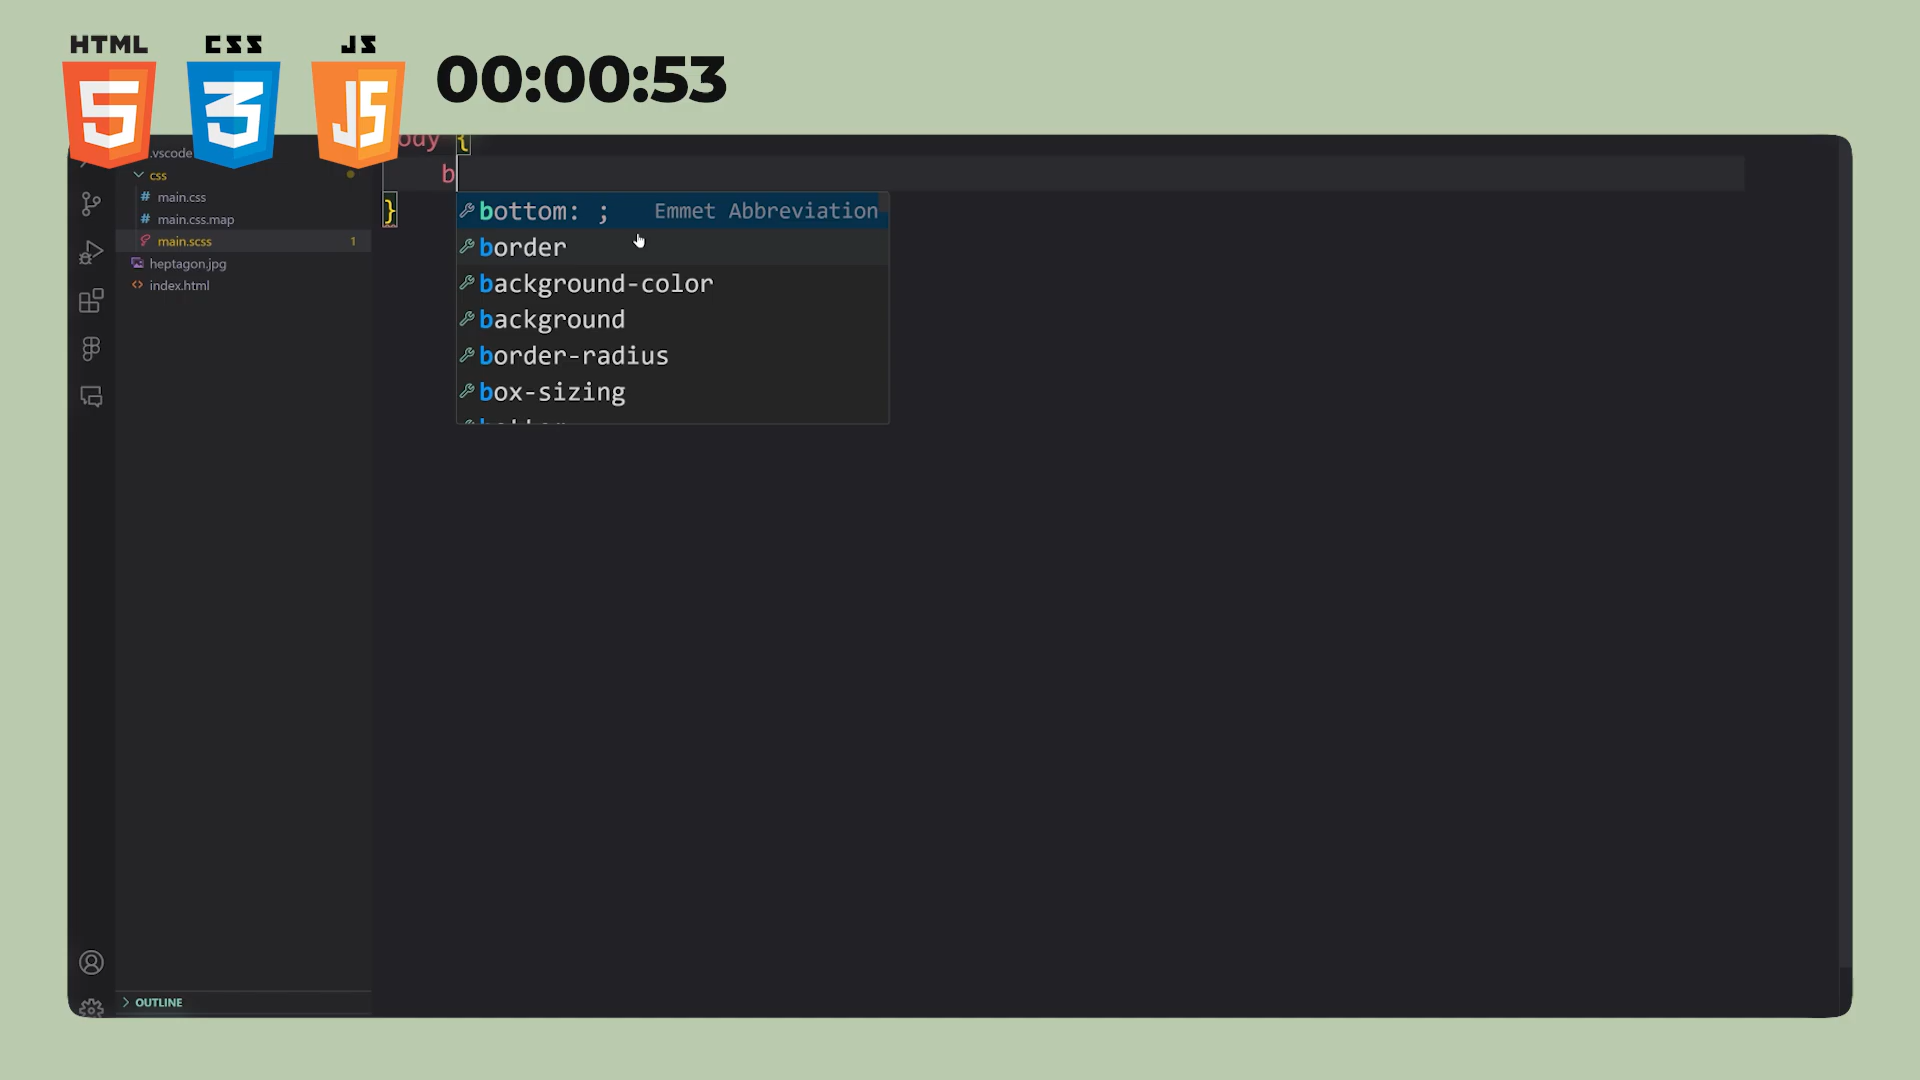 HTML CSS JS
00:00:53
.vscode
css
main.css
main.css.map
main.scss 1
heptagon.jpg
index.html
ody {
b
}
bottom: ; Emmet Abbreviation
border
background-color
background
border-radius
box-sizing
OUTLINE